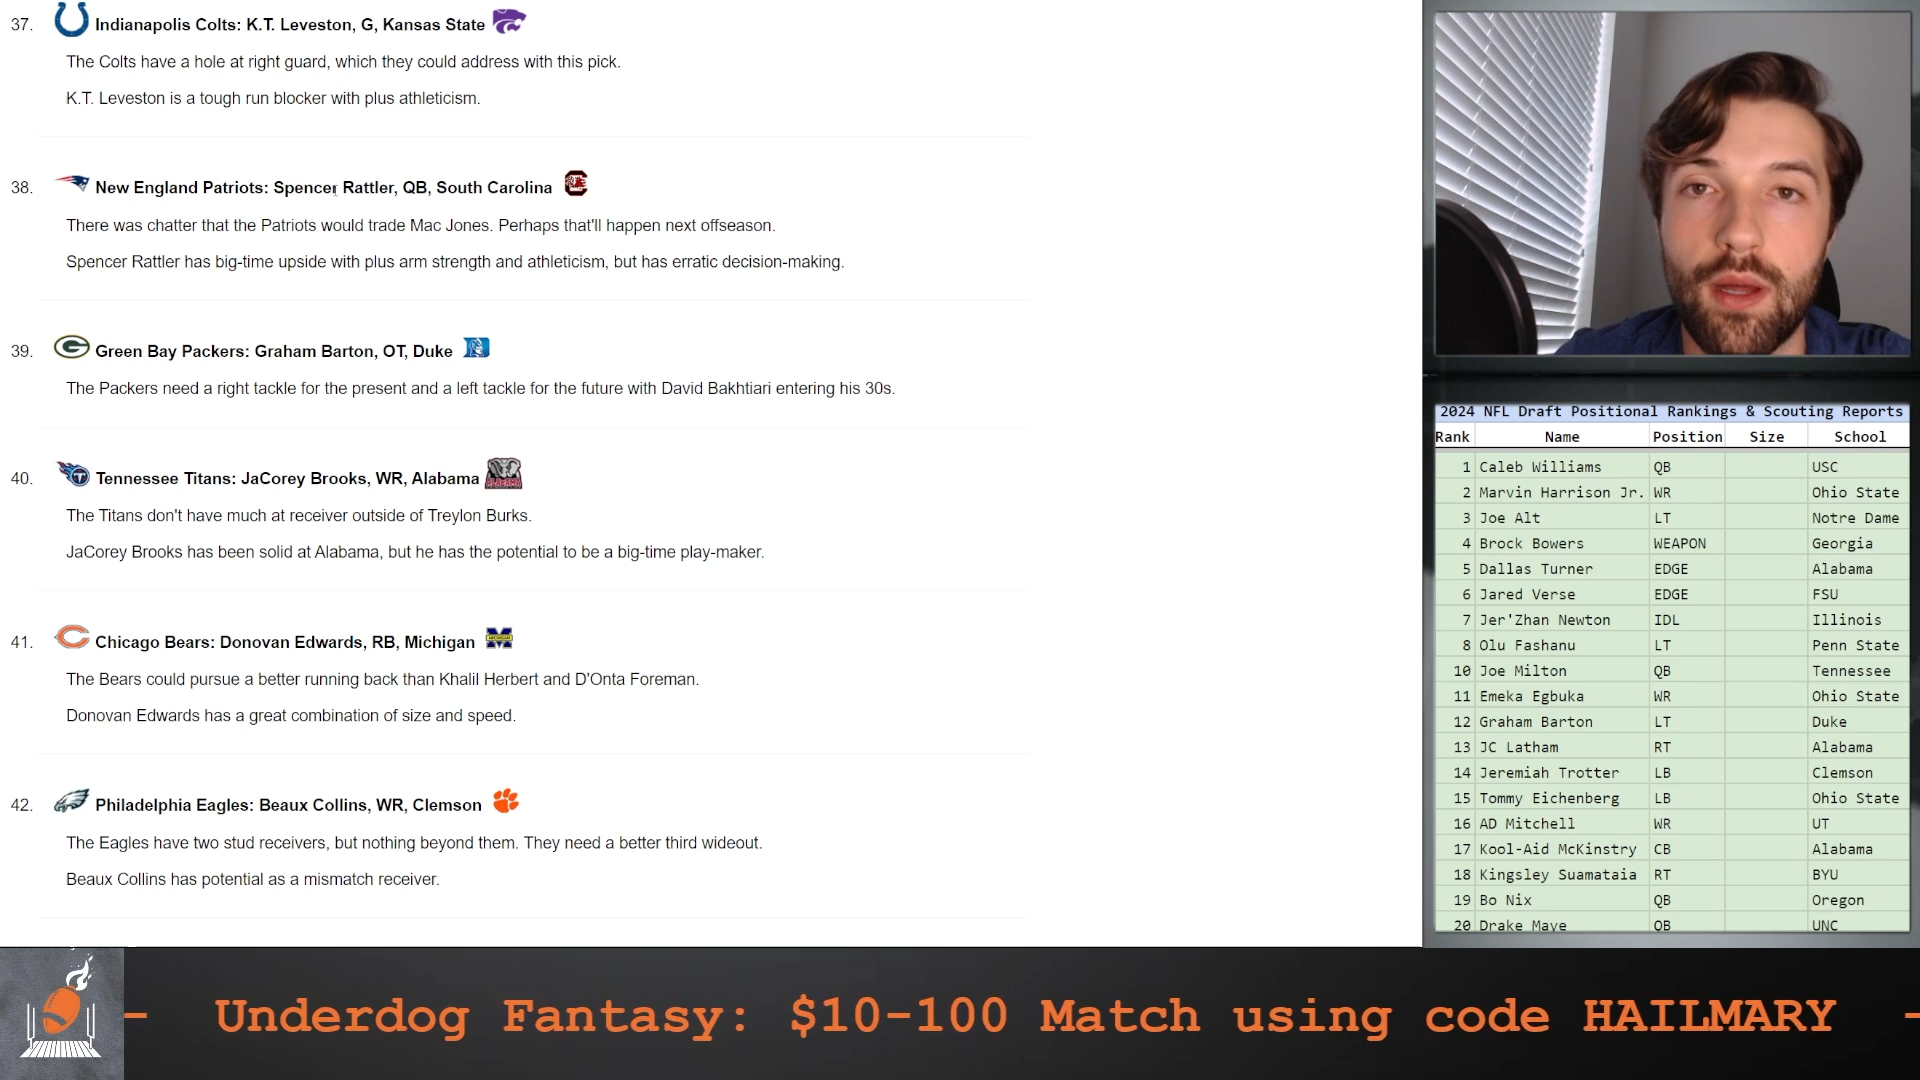 37. Indianapolis Colts: K.T. Leveston, G, Kansas State
The Colts have a hole at right guard, which they could address with this pick.
K.T. Leveston is a tough run blocker with plus athleticism.
38. New England Patriots: Spencer Rattler, QB, South Carolina
There was chatter that the Patriots would trade Mac Jones. Perhaps that'll happen next offseason.
Spencer Rattler has big-time upside with plus arm strength and athleticism, but has erratic decision-making.
39. Green Bay Packers: Graham Barton, OT, Duke
The Packers need a right tackle for the present and a left tackle for the future with David Bakhtiari entering his 30s.
40. Tennessee Titans: JaCorey Brooks, WR, Alabama
The Titans don't have much at receiver outside of Treylon Burks.
JaCorey Brooks has been solid at Alabama, but he has the potential to be a big-time play-maker.
41. Chicago Bears: Donovan Edwards, RB, Michigan
The Bears could pursue a better running back than Khalil Herbert and D'Onta Foreman.
Donovan Edwards has a great combination of size and speed.
42. Philadelphia Eagles: Beaux Collins, WR, Clemson
The Eagles have two stud receivers, but nothing beyond them. They need a better third wideout.
Beaux Collins has potential as a mismatch receiver.
2024 NFL Draft Positional Rankings & Scouting Reports
Rank Name Position Size School
1 Caleb Williams QB USC
2 Marvin Harrison Jr. WR Ohio State
3 Joe Alt LT Notre Dame
4 Brock Bowers WEAPON Georgia
5 Dallas Turner EDGE Alabama
6 Jared Verse EDGE FSU
7 Jer'Zhan Newton IDL Illinois
8 Olu Fashanu LT Penn State
10 Joe Milton QB Tennessee
11 Emeka Egbuka WR Ohio State
12 Graham Barton LT Duke
13 JC Latham RT Alabama
14 Jeremiah Trotter LB Clemson
15 Tommy Eichenberg LB Ohio State
16 AD Mitchell WR UT
17 Kool-Aid McKinstry CB Alabama
18 Kingsley Suamataia RT BYU
19 Bo Nix QB Oregon
20 Drake Maye QB UNC
- Underdog Fantasy: $10-100 Match using code HAILMARY -